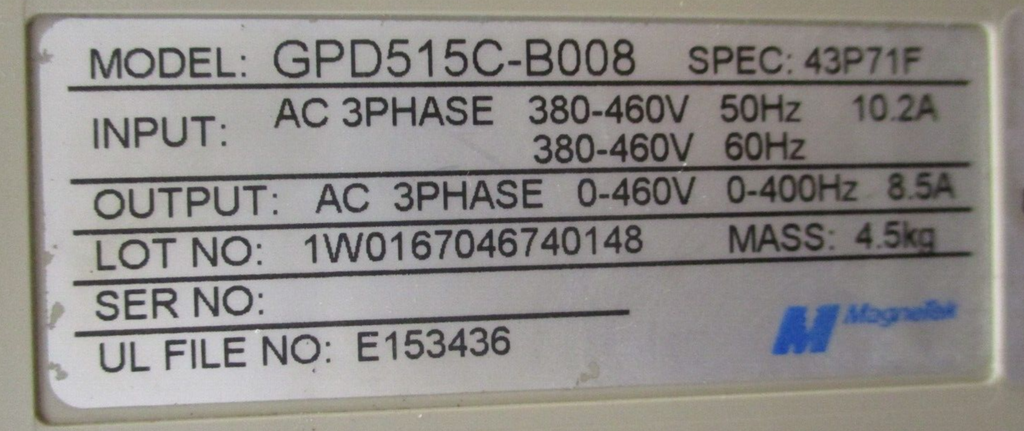 MODEL: GPD515C-B008 SPEC: 43P71F
INPUT: AC 3PHASE 380-460V 50Hz 10.2A
380-460V 60Hz
OUTPUT: AC 3PHASE 0-460V 0-400Hz 8.5A
LOT NO: 1W0167046740148 MASS: 4.5kg
SER NO:
UL FILE NO: E153436
MagneTek